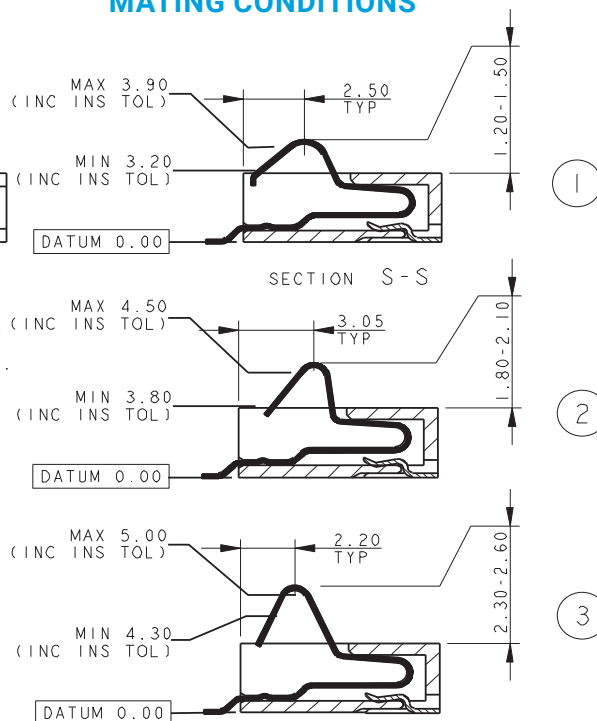 MATING CONDITIONS
MAX 3.90
(INC INS TOL)
2.50
TYP
1.20-1.50
MIN 3.20
(INC INS TOL)
1
DATUM 0.00
SECTION S-S
MAX 4.50
(INC INS TOL)
3.05
TYP
1.80-2.10
MIN 3.80
(INC INS TOL)
2
DATUM 0.00
MAX 5.00
(INC INS TOL)
2.20
TYP
2.30-2.60
MIN 4.30
(INC INS TOL)
3
DATUM 0.00